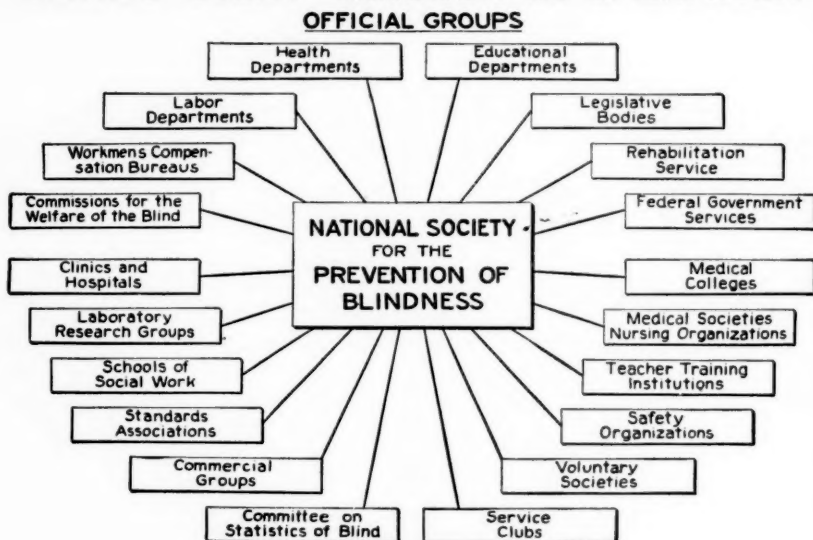 OFFICIAL GROUPS
Health
Departments
Educational
Departments
Labor
Departments
Legislative
Bodies
Workmens Compen-
sation Bureaus
Rehabilitation
Service
Commissions for the
Welfare of the Blind
Federal Government
Services
NATIONAL SOCIETY
FOR THE
PREVENTION OF
BLINDNESS
Clinics and
Hospitals
Medical
Colleges
Laboratory
Research Groups
Medical Societies
Nursing Organizations
Schools of
Social Work
Teacher Training
Institutions
Standards
Associations
Safety
Organizations
Commercial
Groups
Voluntary
Societies
Committee on
Statistics of Blind
Service
Clubs